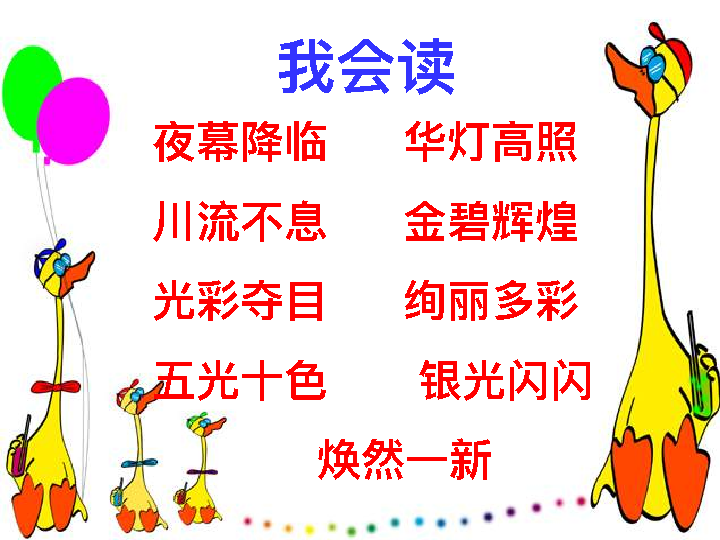 我会读
夜幕降临 华灯高照
川流不息 金碧辉煌
光彩夺目 绚丽多彩
五光十色 银光闪闪
焕然一新